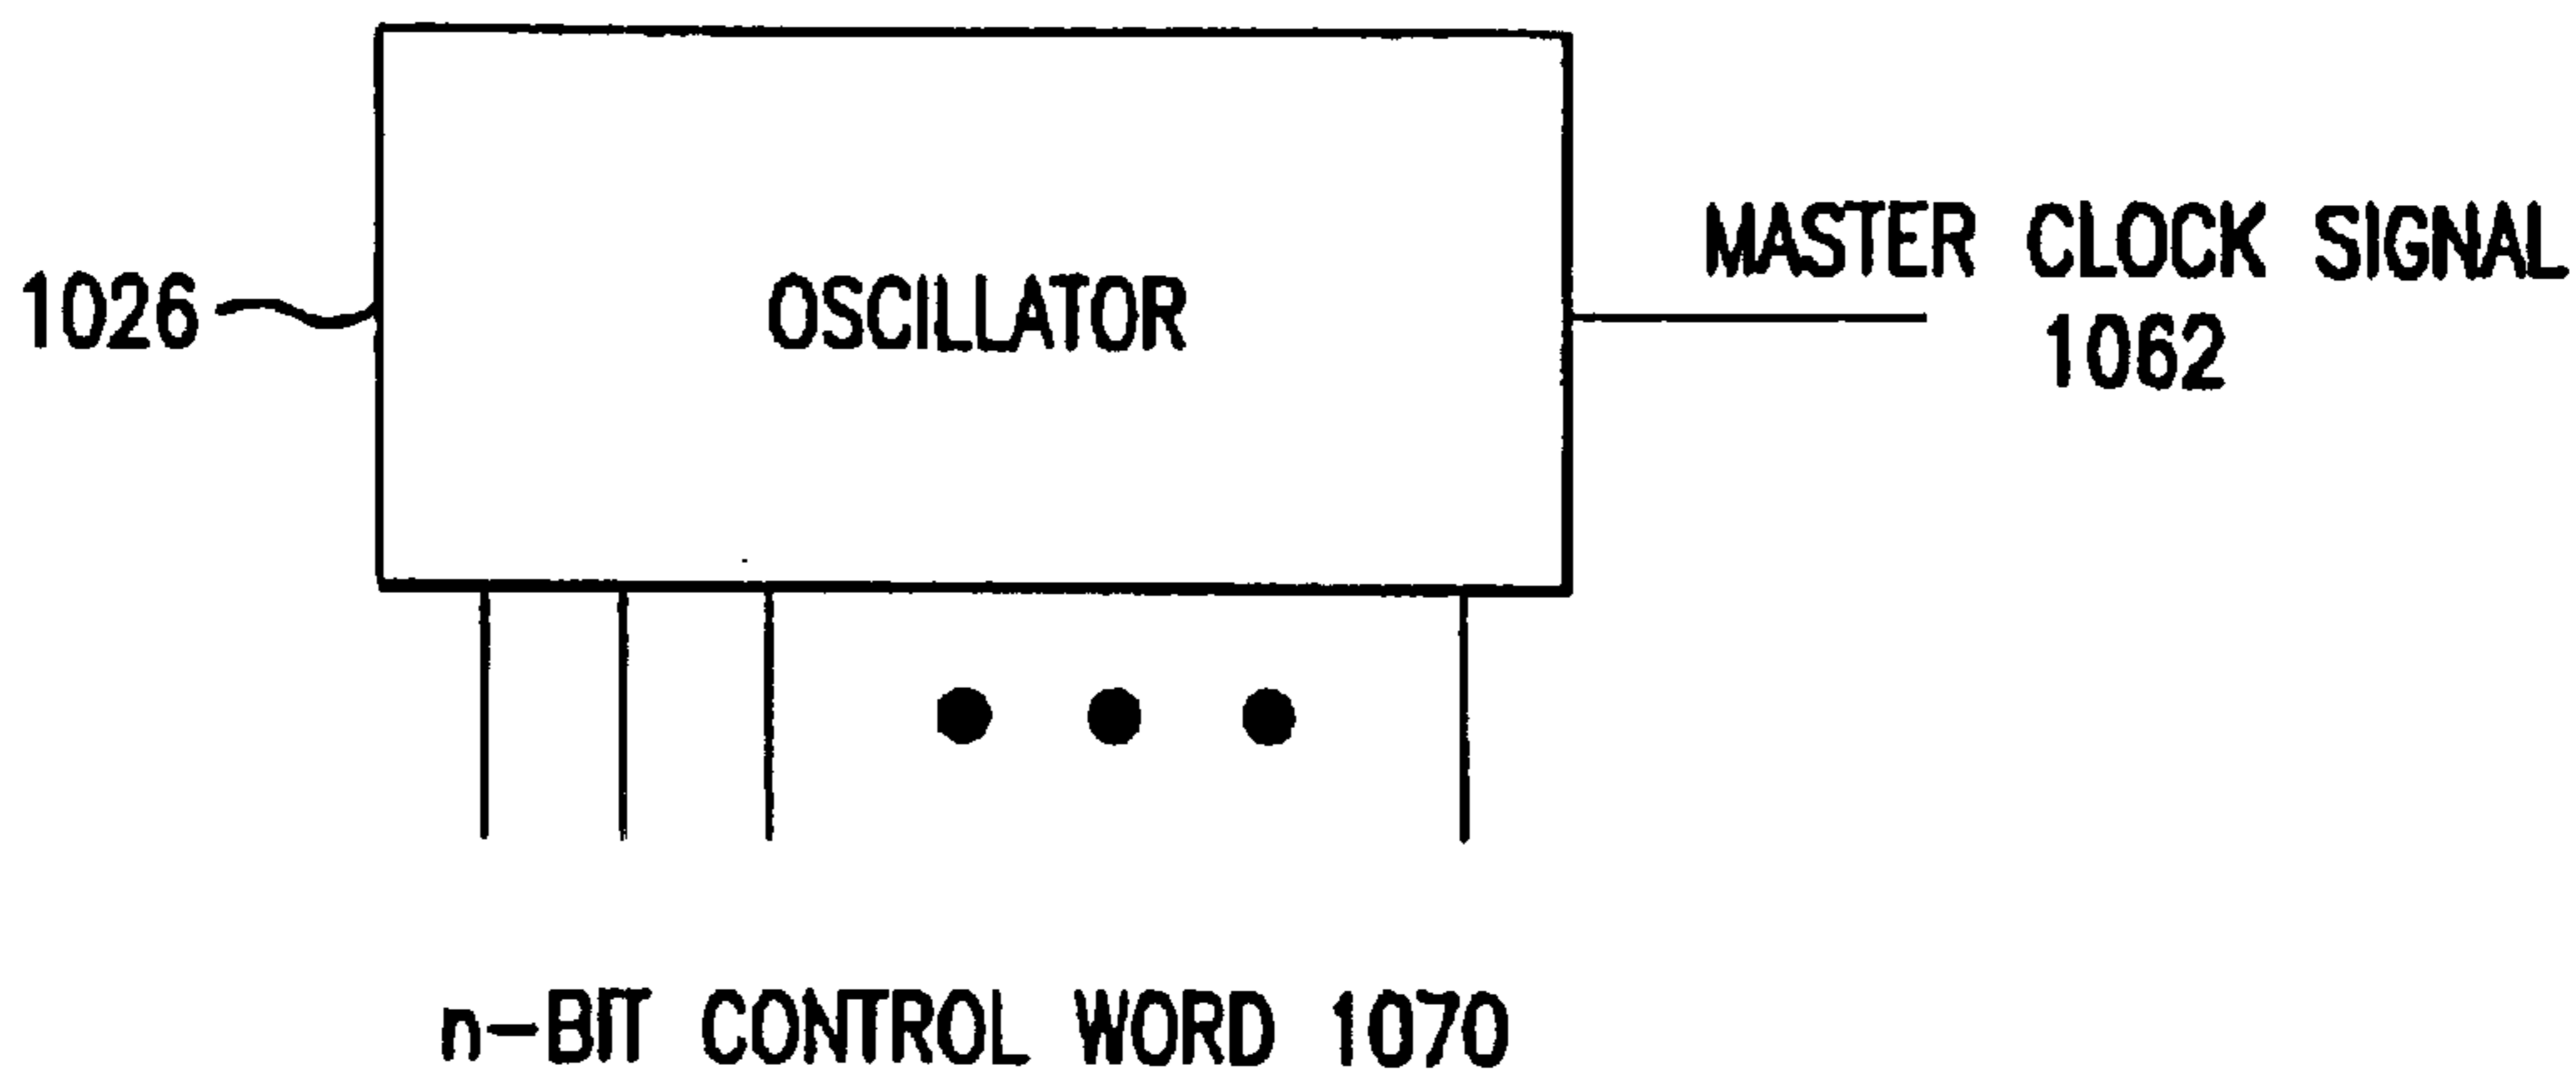 MASTER CLOCK SIGNAL
1026
OSCILLATOR
1062
n-BIT CONTROL WORD 1070